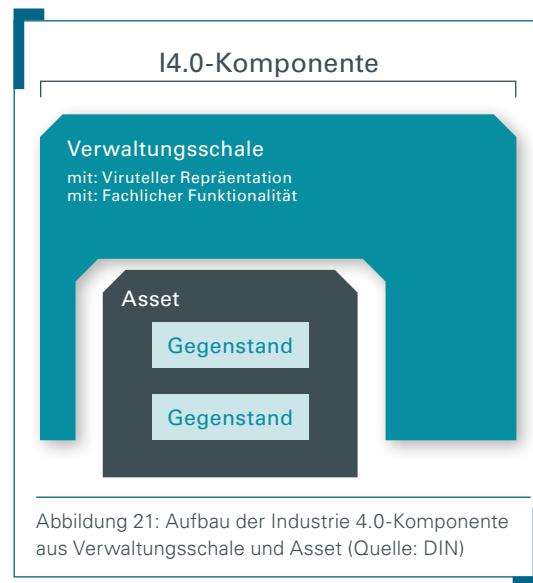 I4.0-Komponente
Verwaltungsschale
mit: Viruteller Repräentation
mit: Fachlicher Funktionalität
Asset
Gegenstand
Gegenstand
Abbildung 21: Aufbau der Industrie 4.0-Komponente
aus Verwaltungsschale und Asset (Quelle: DIN)